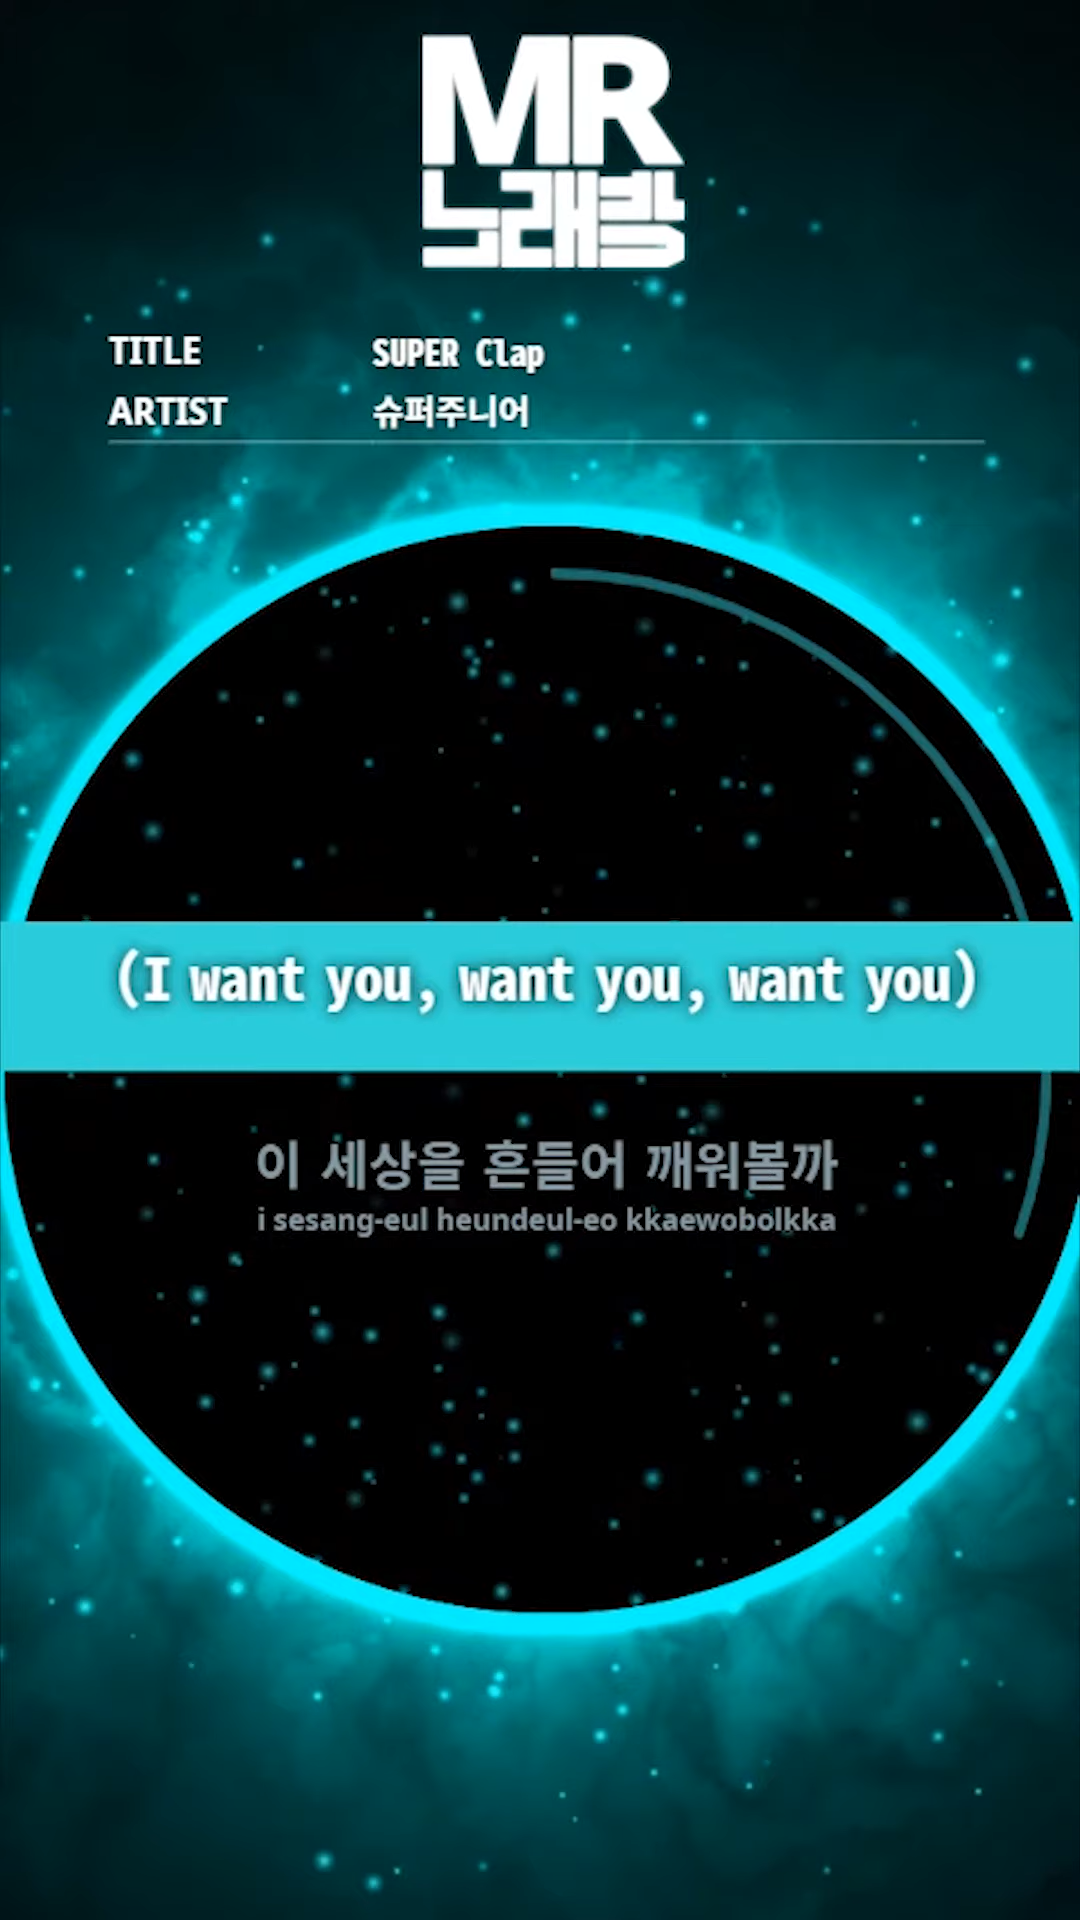 MR
노래방
TITLE SUPER Clap
ARTIST 슈퍼주니어
(I want you, want you, want you)
이 세상을 흔들어 깨워볼까
i sesang-eul heundeul-eo kkaewobolkka